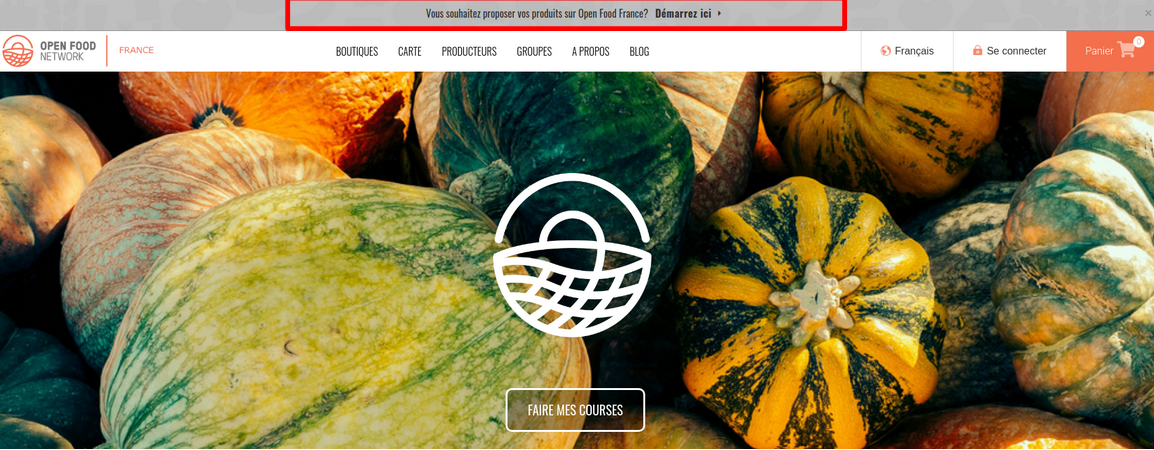 Vous souhaitez proposer vos produits sur Open Food France? Démarrez ici
OPEN FOOD
NETWORK
FRANCE
BOUTIQUES CARTE PRODUCTEURS GROUPES A PROPOS BLOG
Français
Se connecter
Panier
0
FAIRE MES COURSES